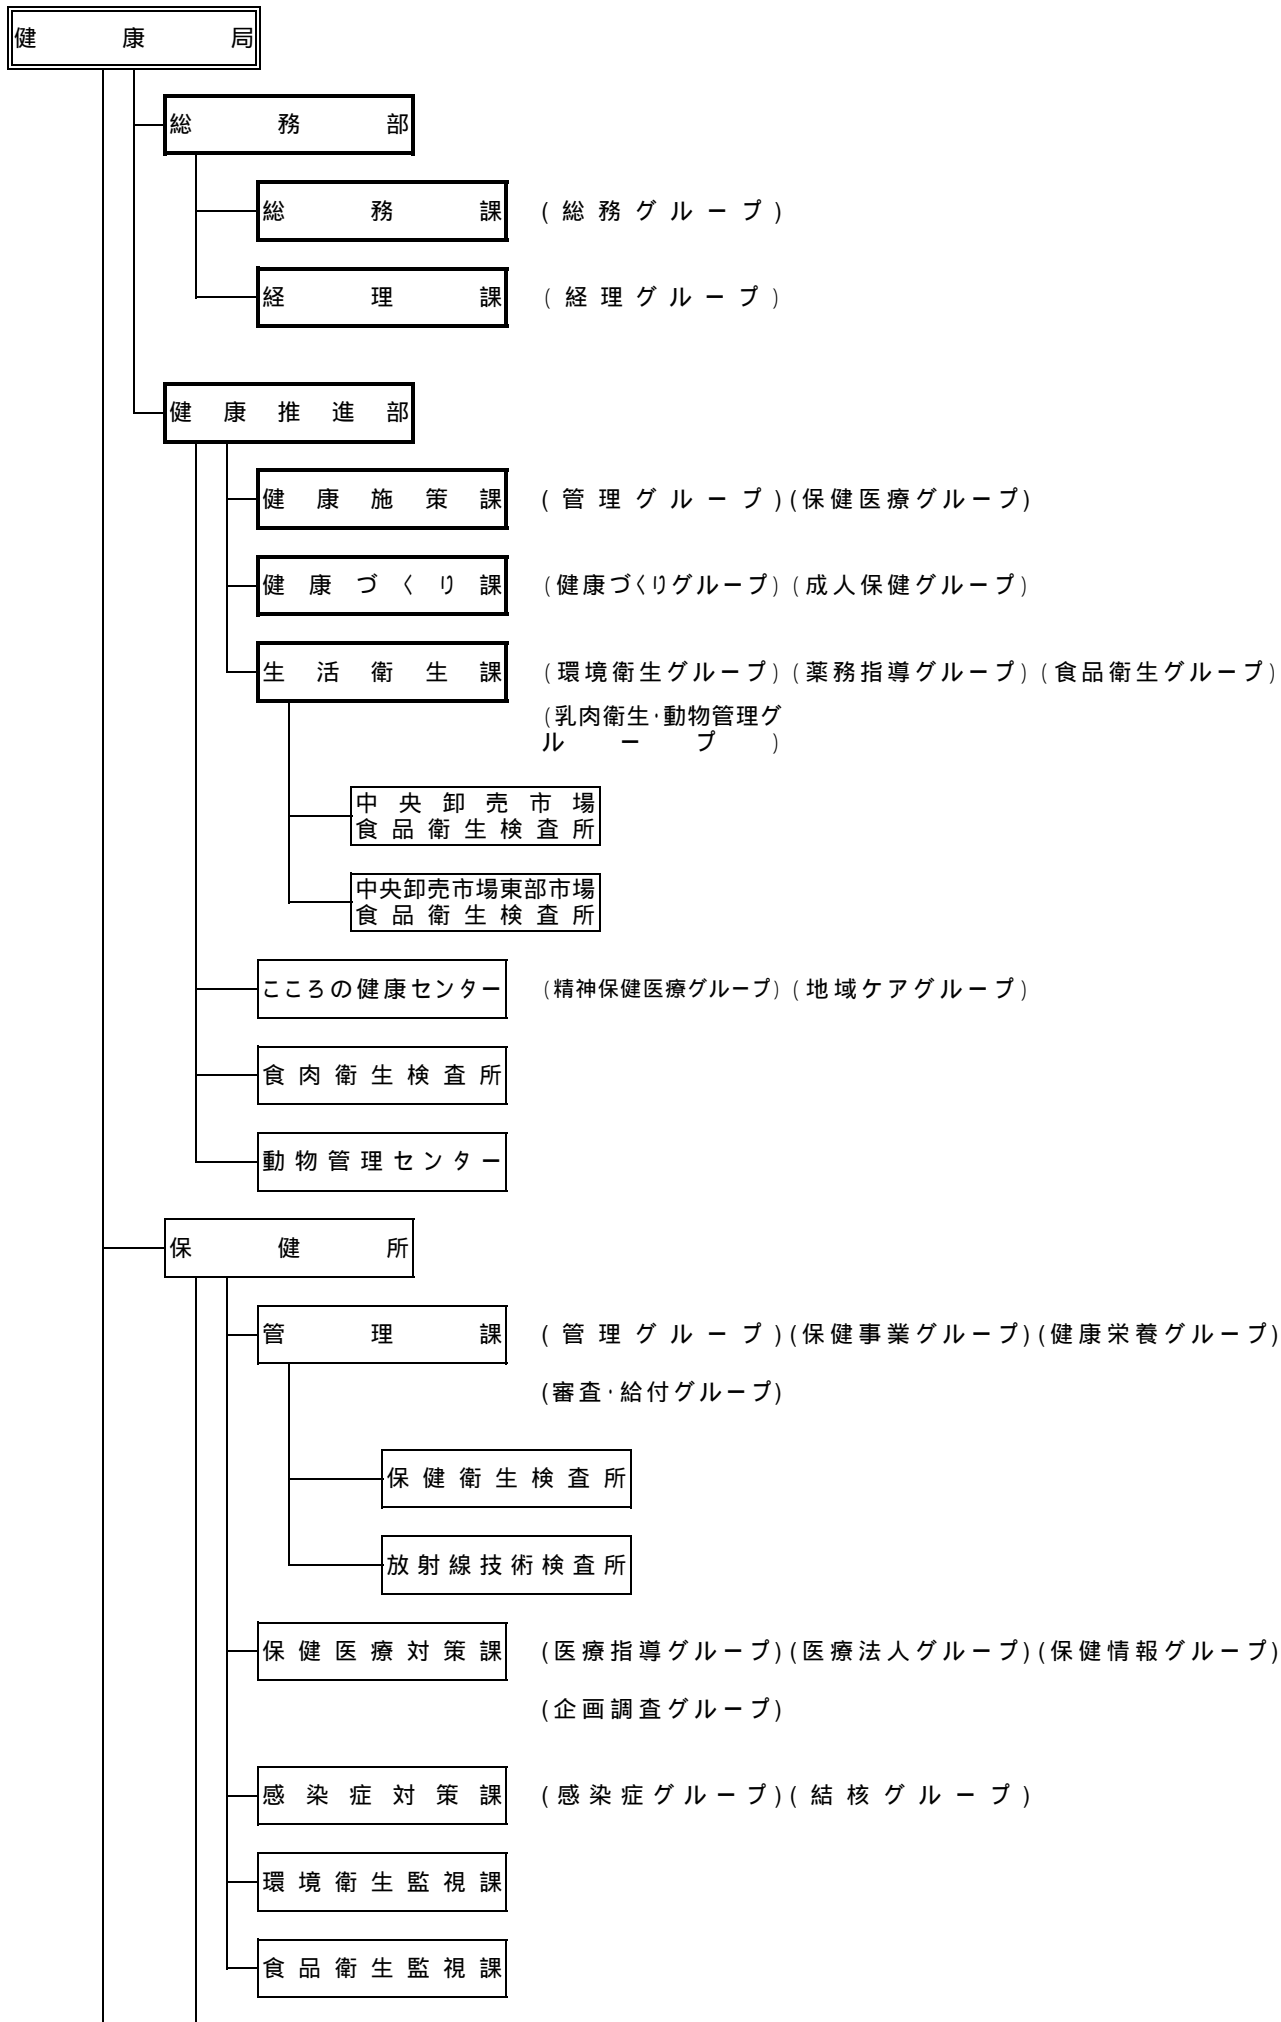 健康局
総務部
総務課 (総務グループ)
経理課 (経理グループ)
健康推進部
健康施策課 (管理グループ)(保健医療グループ)
健康づくり課 (健康づくりグループ)(成人保健グループ)
生活衛生課 (環境衛生グループ)(薬務指導グループ)(食品衛生グループ)
(乳肉衛生・動物管理グ
ループ)
中央卸売市場
食品衛生検査所
中央卸売市場東部市場
食品衛生検査所
こころの健康センター (精神保健医療グループ)(地域ケアグループ)
食肉衛生検査所
動物管理センター
保健所
管理課 (管理グループ)(保健事業グループ)(健康栄養グループ)
(審査・給付グループ)
保健衛生検査所
放射線技術検査所
保健医療対策課 (医療指導グループ)(医療法人グループ)(保健情報グループ)
(企画調査グループ)
感染症対策課 (感染症グループ)(結核グループ)
環境衛生監視課
食品衛生監視課